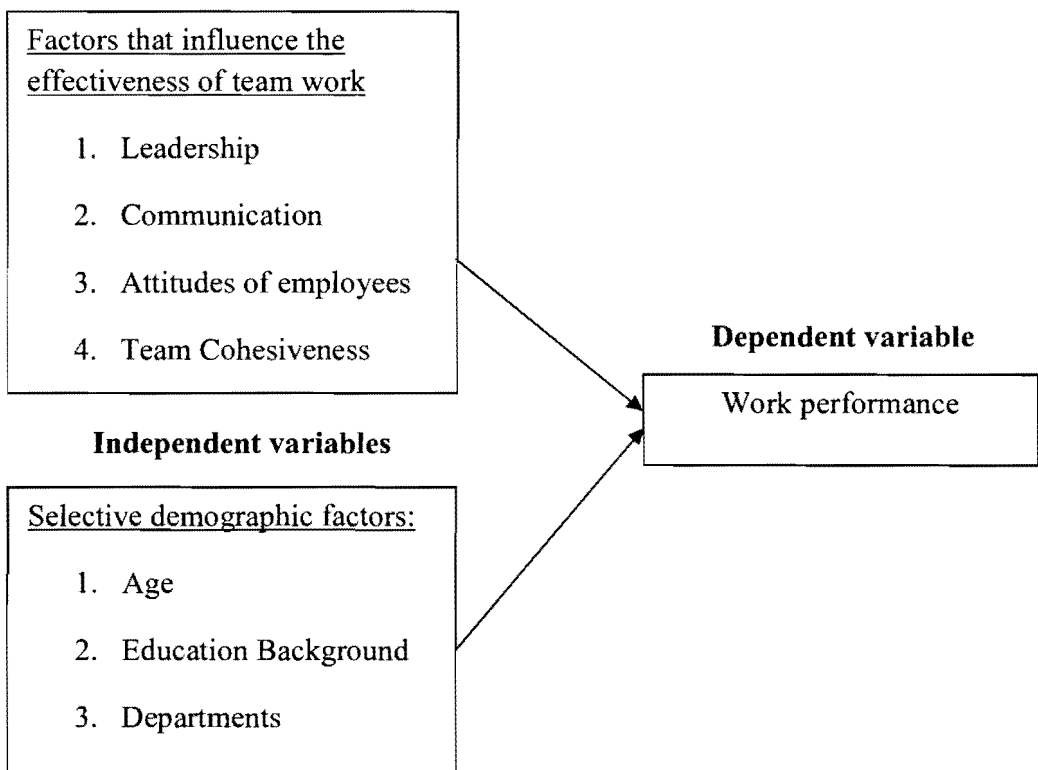 Factors that influence the
effectiveness of team work
1. Leadership
2. Communication
3. Attitudes of employees
4. Team Cohesiveness
Independent variables
Selective demographic factors:
1. Age
2. Education Background
3. Departments
Dependent variable
Work performance